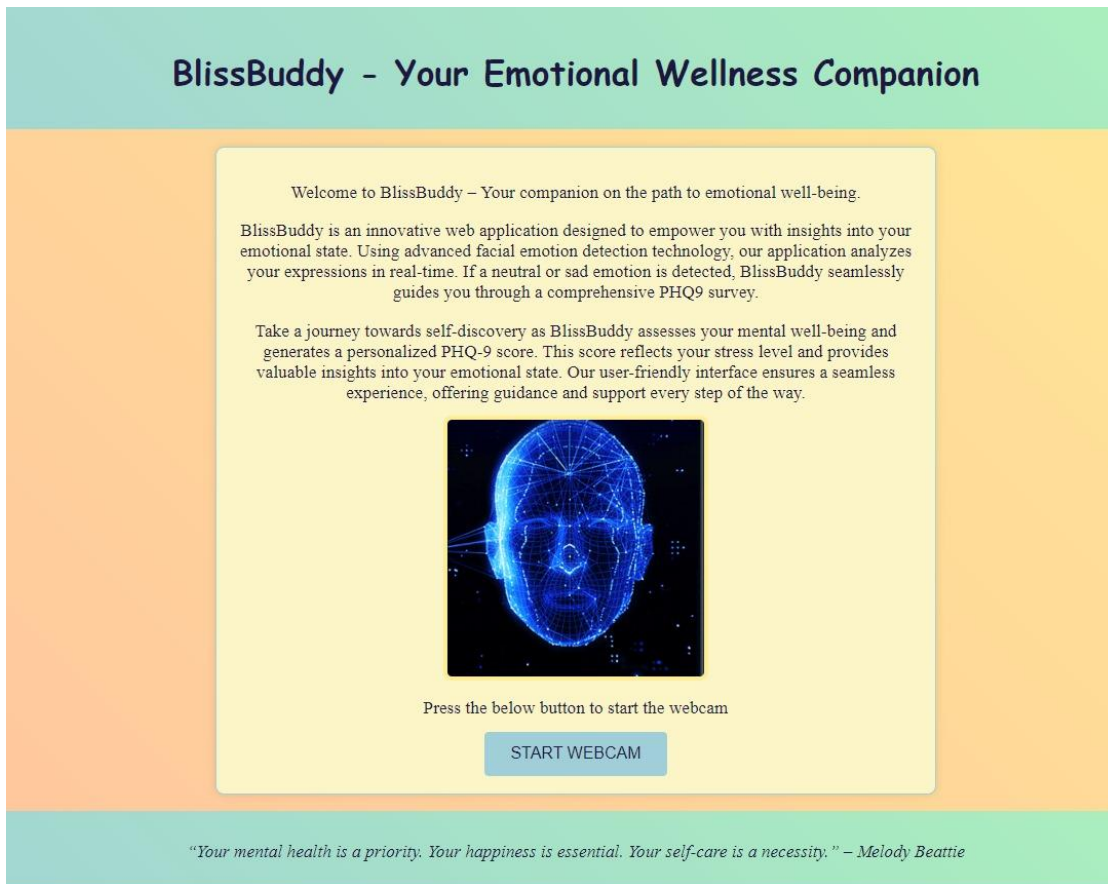 BlissBuddy - Your Emotional Wellness Companion
Welcome to BlissBuddy – Your companion on the path to emotional well-being.
BlissBuddy is an innovative web application designed to empower you with insights into your
emotional state. Using advanced facial emotion detection technology, our application analyzes
your expressions in real-time. If a neutral or sad emotion is detected, BlissBuddy seamlessly
guides you through a comprehensive PHQ9 survey.
Take a journey towards self-discovery as BlissBuddy assesses your mental well-being and
generates a personalized PHQ-9 score. This score reflects your stress level and provides
valuable insights into your emotional state. Our user-friendly interface ensures a seamless
experience, offering guidance and support every step of the way.
Press the below button to start the webcam
START WEBCAM
“Your mental health is a priority. Your happiness is essential. Your self-care is a necessity.” – Melody Beattie